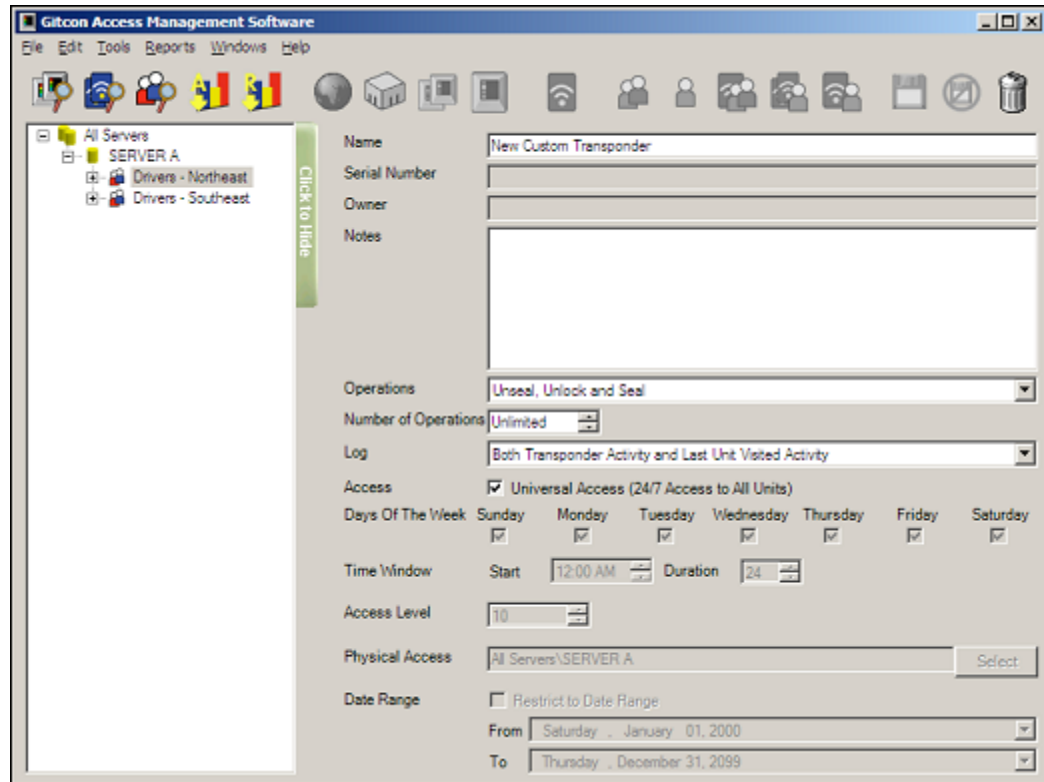 Gitcon Access Management Software
File Edit Tools Reports Windows Help
All Servers
SERVER A
Drivers - Northeast
Drivers - Southeast
Click to Hide
Name New Custom Transponder
Serial Number
Owner
Notes
Operations Unseal, Unlock and Seal
Number of Operations Unlimited
Log Both Transponder Activity and Last Unit Visited Activity
Access Universal Access (24/7 Access to All Units)
Days Of The Week Sunday Monday Tuesday Wednesday Thursday Friday Saturday
Time Window Start 12:00 AM Duration 24
Access Level 10
Physical Access All Servers\SERVER A Select
Date Range Restrict to Date Range
From Saturday , January 01, 2000
To Thursday , December 31, 2099